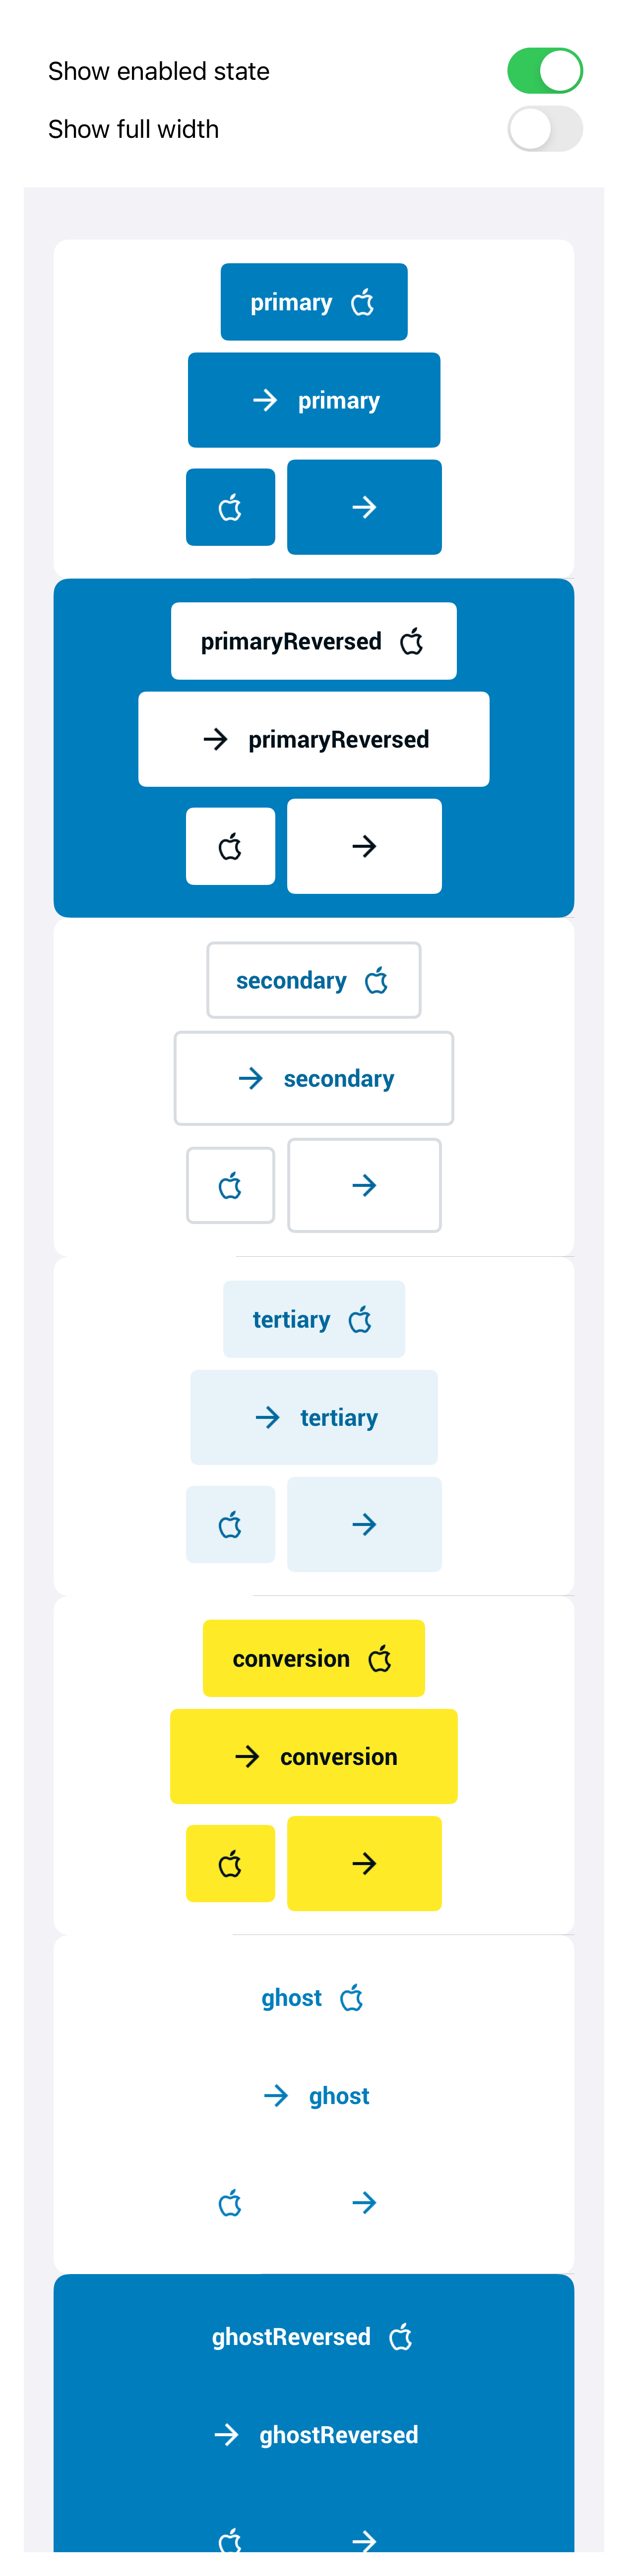 Show enabled state
Show full width
primary
primary
primaryReversed
primaryReversed
secondary
secondary
tertiary
tertiary
conversion
conversion
ghost
ghost
ghostReversed
ghostReversed